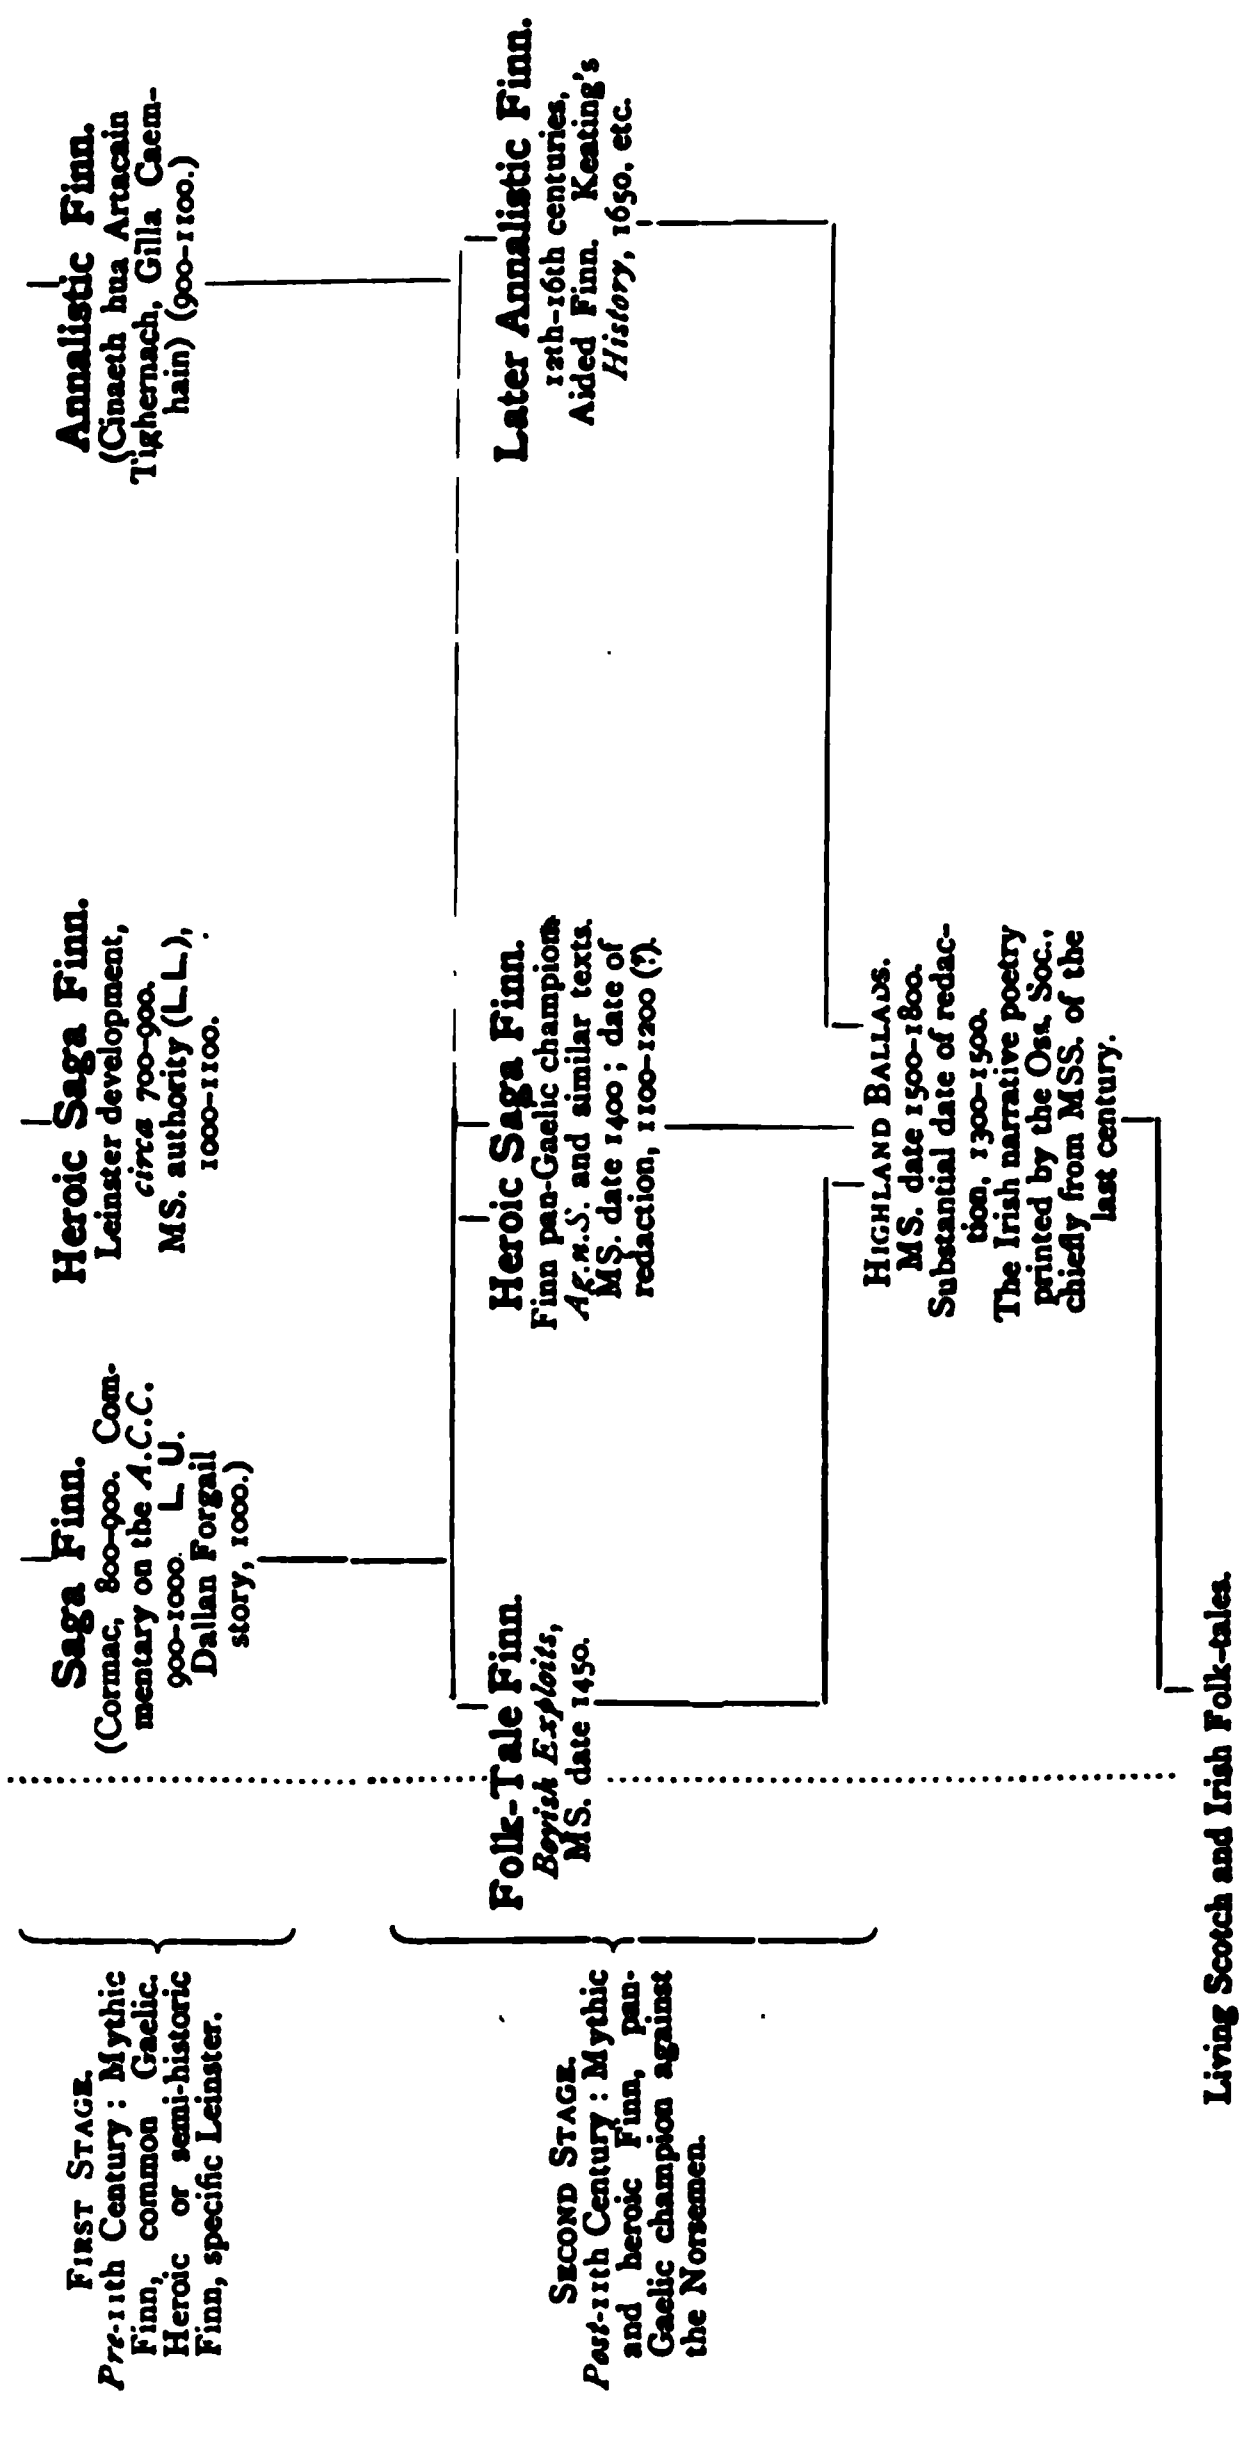 FIRST STAGE.
Pre-11th Century: Mythic
Finn, common Gaelic.
Heroic or semi-historic
Finn, specific Leinster.
Saga Finn.
(Cormac, 800-900. Com-
mentary on the A.C.C.
900-1000. L.U.
Dallan Forgail
story, 1000.)
Heroic Saga Finn.
Leinster development,
circa 700-900.
MS. authority (L.L.),
1000-1100.
Annalistic Finn.
(Cinaeth hua Artacain
Tighernach, Gilla Caem-
hain) (900-1100.)
SECOND STAGE.
Post-11th Century: Mythic
and heroic Finn, pan-
Gaelic champion against
the Norsemen.
Folk-Tale Finn.
Boyish Exploits,
MS. date 1450.
Heroic Saga Finn.
Finn pan-Gaelic champion
Ag.n.S. and similar texts.
MS. date 1400; date of
redaction, 1100-1200 (?).
Later Annalistic Finn.
12th-16th centuries,
Aided Finn. Keating's
History, 1650, etc.
HIGHLAND BALLADS.
MS. date 1500-1800.
Substantial date of redac-
tion, 1300-1500.
The Irish narrative poetry
printed by the Oss. Soc.,
chiefly from MSS. of the
last century.
Living Scotch and Irish Folk-tales.